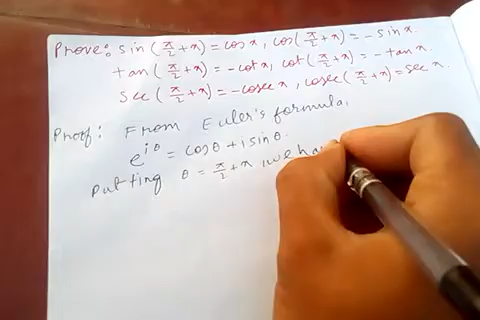 Prove: sin(π/2+x) = cos x, cos(π/2+x) = -sin x.
tan(π/2+x) = -cot x, cot(π/2+x) = -tan x.
sec(π/2+x) = -cosec x, cosec(π/2+x) = sec x.
Proof: From Euler's formula,
e^iθ = cosθ + i sinθ.
Putting θ = π/2+x, we ha